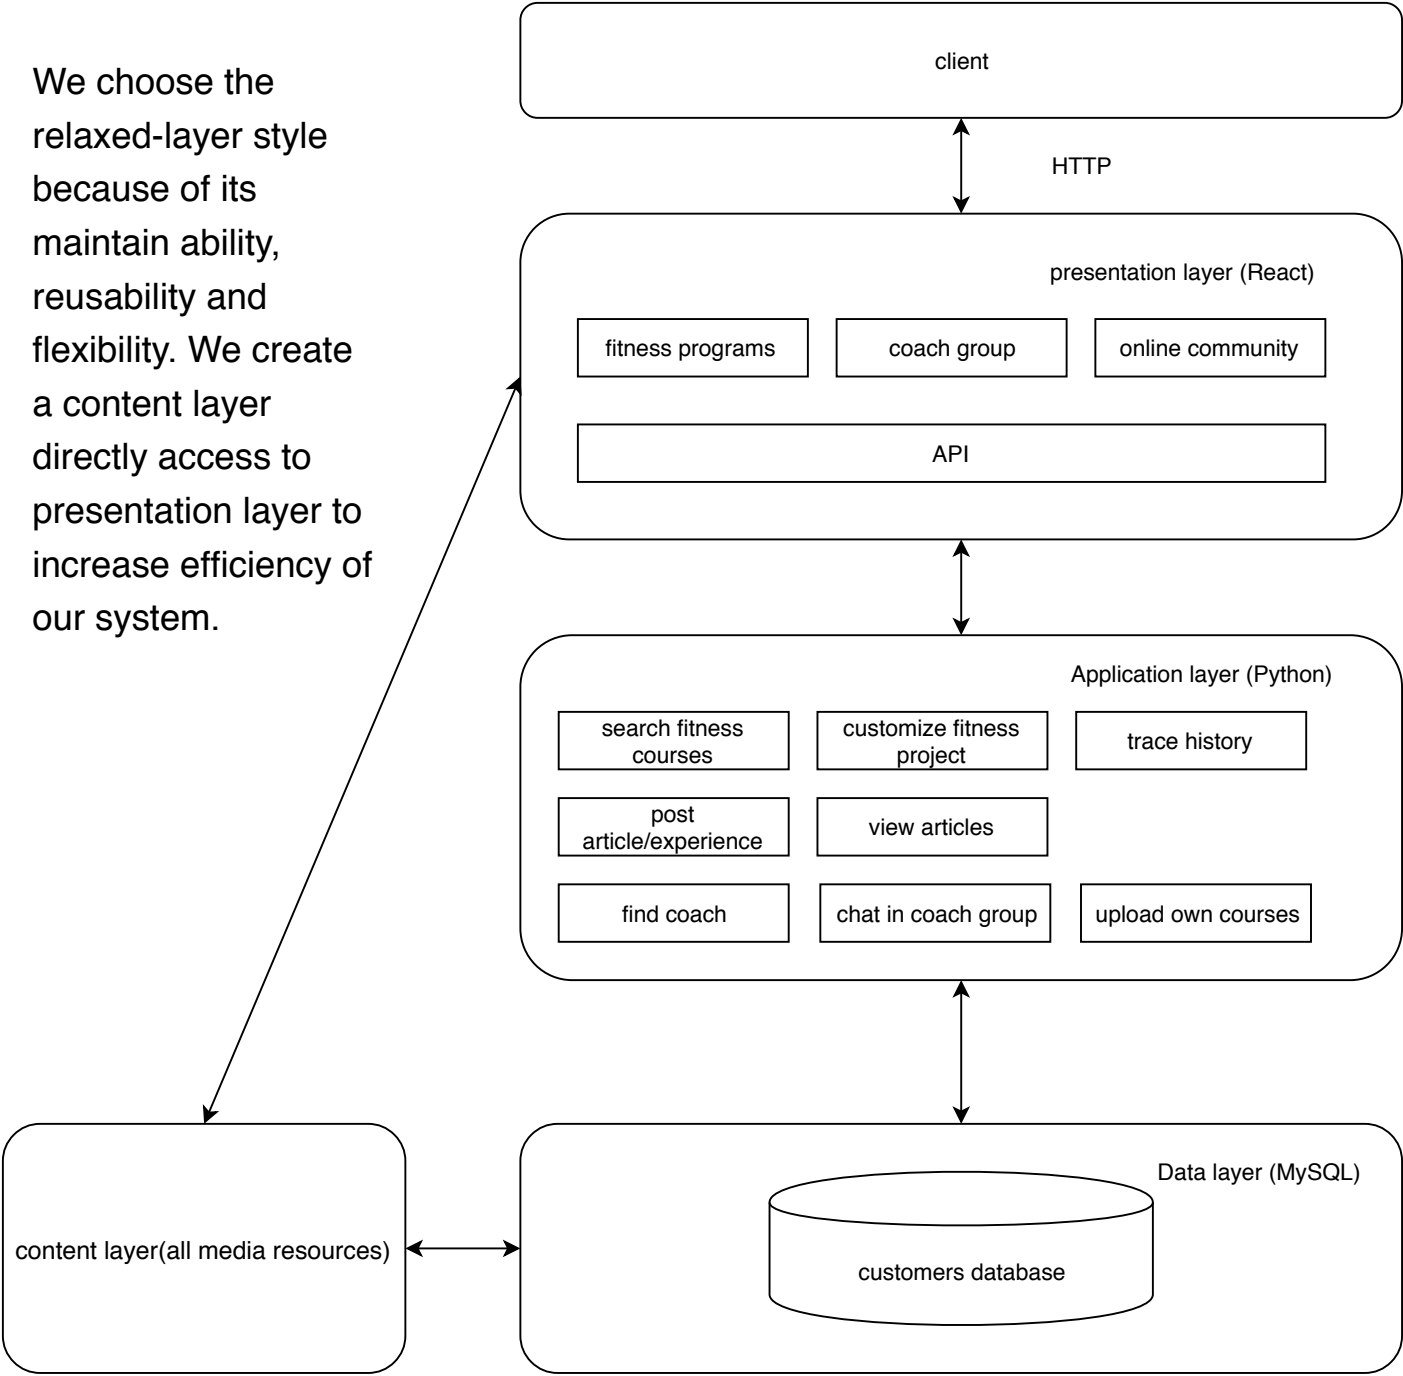 We choose the
relaxed-layer style
because of its
maintain ability,
reusability and
flexibility. We create
a content layer
directly access to
presentation layer to
increase efficiency of
our system.
client
HTTP
presentation layer (React)
fitness programs
coach group
online community
API
Application layer (Python)
search fitness
courses
customize fitness
project
trace history
post
article/experience
view articles
find coach
chat in coach group
upload own courses
content layer(all media resources)
Data layer (MySQL)
customers database